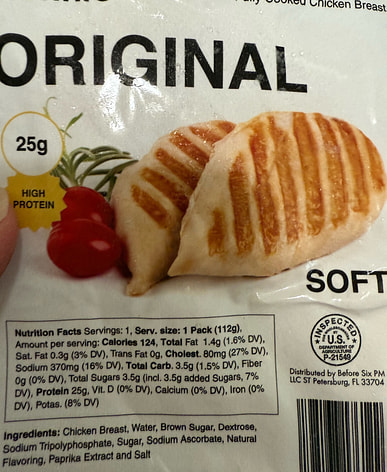 Fully Cooked Chicken Breast
ORIGINAL
25g
HIGH
PROTEIN
SOFT
Nutrition Facts Servings: 1, Serv. size: 1 Pack (112g),
Amount per serving: Calories 124, Total Fat 1.4g (1.6% DV),
Sat. Fat 0.3g (3% DV), Trans Fat 0g, Cholest. 80mg (27% DV),
Sodium 370mg (16% DV), Total Carb. 3.5g (1.5% DV), Fiber
0g (0% DV), Total Sugars 3.5g (incl. 3.5g added Sugars, 7%
DV), Protein 25g, Vit. D (0% DV), Calcium (0% DV), Iron (0%
DV), Potas. (8% DV)
INSPECTED
U.S.
DEPARTMENT OF
AGRICULTURE
P-21549
Distributed by Before Six PM
LLC ST Petersburg, FL 33704
Ingredients: Chicken Breast, Water, Brown Sugar, Dextrose,
Sodium Tripolyphosphate, Sugar, Sodium Ascorbate, Natural
Flavoring, Paprika Extract and Salt